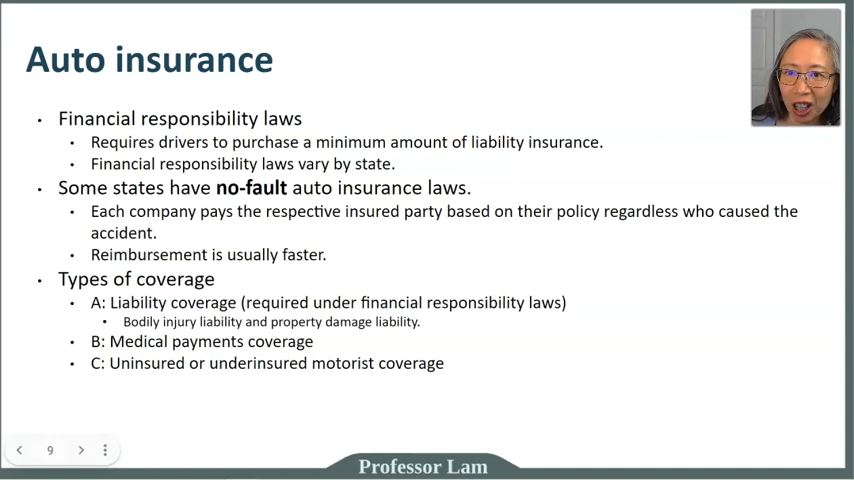 Auto insurance
• Financial responsibility laws
• Requires drivers to purchase a minimum amount of liability insurance.
• Financial responsibility laws vary by state.
• Some states have no-fault auto insurance laws.
• Each company pays the respective insured party based on their policy regardless who caused the
accident.
• Reimbursement is usually faster.
• Types of coverage
• A: Liability coverage (required under financial responsibility laws)
• Bodily injury liability and property damage liability.
• B: Medical payments coverage
• C: Uninsured or underinsured motorist coverage
9
Professor Lam